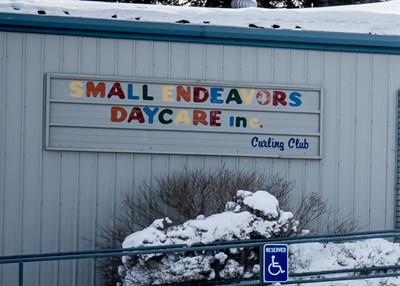 SMALL ENDEAVORS
DAYCARE inc.
Curling Club
RESERVED